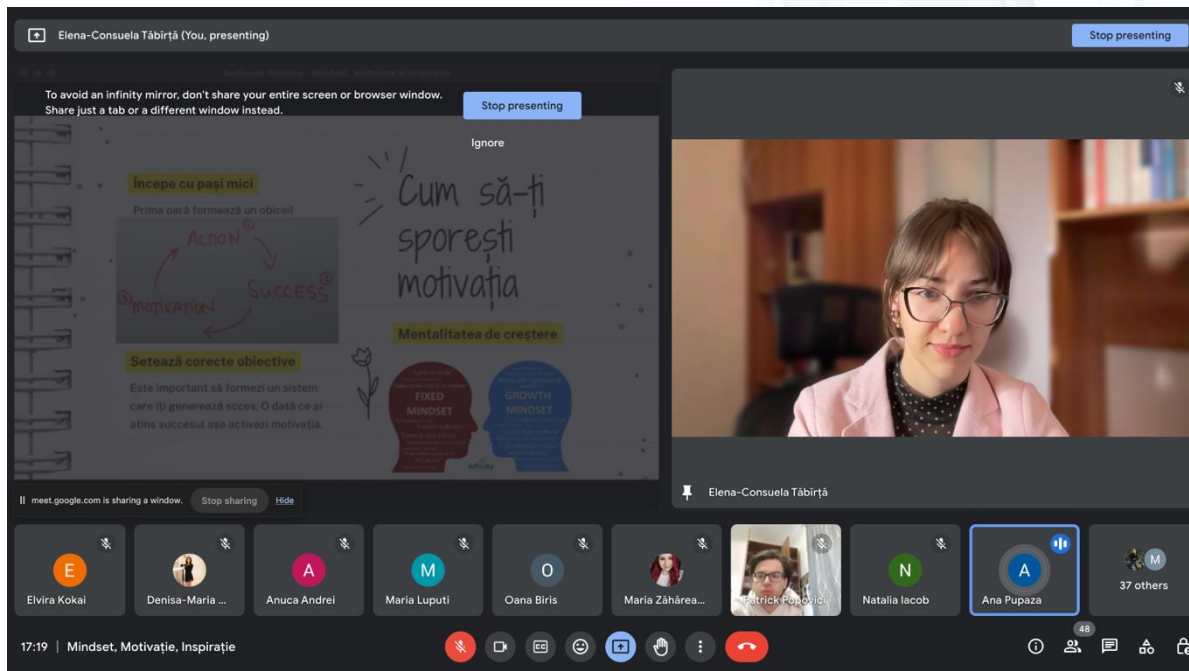 Elena-Consuela Tăbîrță (You, presenting)
Stop presenting
To avoid an infinity mirror, don't share your entire screen or browser window.
Share just a tab or a different window instead.
Stop presenting
Ignore
Începe cu pași mici
Prima oară formează un obicei!
ACTION
SUCCESS
MOTIVATION
Setează corecte obiective
Este important să formezi un sistem
care îți generează scces. O dată ce ai
atins succesul așa activezi motivația.
Cum să-ți
sporești
motivația
Mentalitatea de creștere
FIXED
MINDSET
GROWTH
MINDSET
meet.google.com is sharing a window.
Stop sharing
Hide
Elena-Consuela Tăbîrță
E
Elvira Kokai
Denisa-Maria ...
A
Anuca Andrei
M
Maria Luputi
O
Oana Biris
Maria Zăhărea...
Patrick Popovici
N
Natalia Iacob
A
Ana Pupaza
M
37 others
17:19 | Mindset, Motivație, Inspirație
CC
48